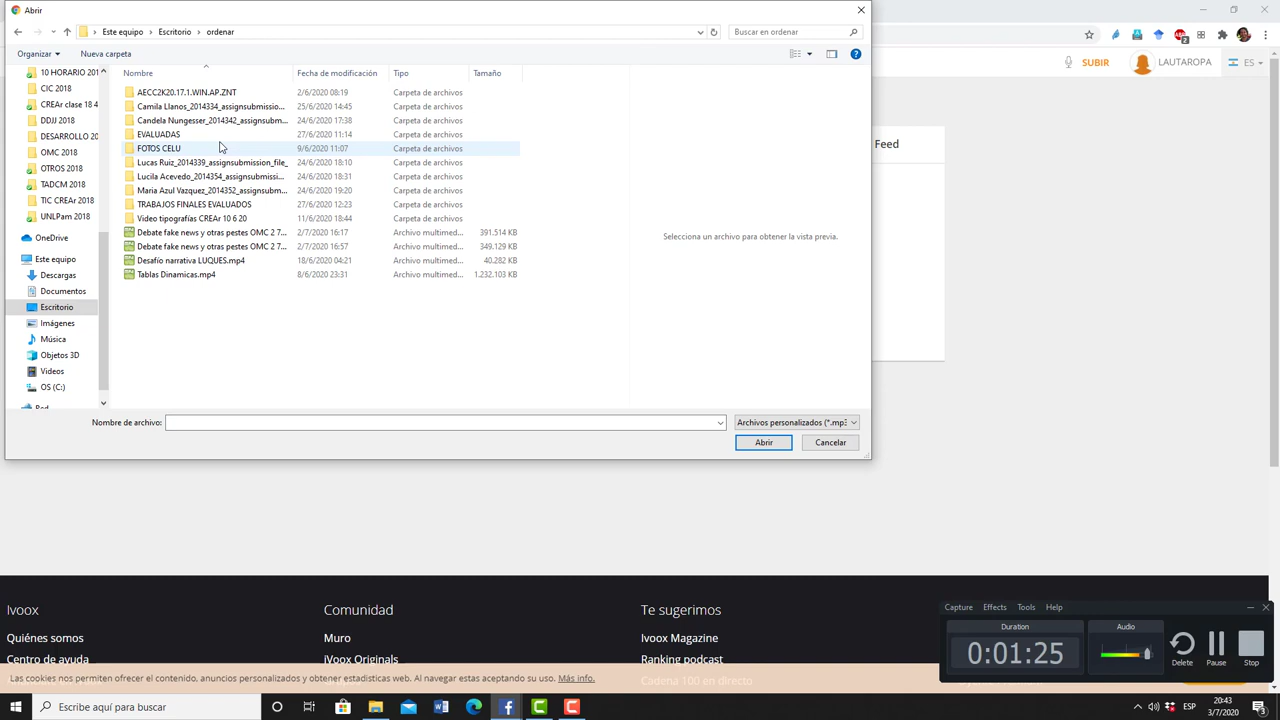 Abrir
Este equipo > Escritorio > ordenar
Buscar en ordenar
Organizar
Nueva carpeta
Nombre
Fecha de modificación
Tipo
Tamaño
10 HORARIO 201
CIC 2018
CREAr clase 18 4
DDJJ 2018
DESARROLLO 20
OMC 2018
OTROS 2018
TADCM 2018
TIC CREAr 2018
UNLPam 2018
OneDrive
Este equipo
Descargas
Documentos
Escritorio
Imágenes
Música
Objetos 3D
Videos
OS (C:)
Red
AECC2K20.17.1.WIN.AP.ZNT 2/6/2020 08:19 Carpeta de archivos
Camila Llanos_2014334_assignsubmissio... 25/6/2020 14:45 Carpeta de archivos
Candela Nungesser_2014342_assignsubm... 24/6/2020 17:38 Carpeta de archivos
EVALUADAS 27/6/2020 11:14 Carpeta de archivos
FOTOS CELU 9/6/2020 11:07 Carpeta de archivos
Lucas Ruiz_2014339_assignsubmission_file_ 24/6/2020 18:10 Carpeta de archivos
Lucila Acevedo_2014354_assignsubmissi... 24/6/2020 18:31 Carpeta de archivos
Maria Azul Vazquez_2014352_assignsubm... 24/6/2020 19:20 Carpeta de archivos
TRABAJOS FINALES EVALUADOS 27/6/2020 12:23 Carpeta de archivos
Video tipografías CREAr 10 6 20 11/6/2020 18:44 Carpeta de archivos
Debate fake news y otras pestes OMC 2 7... 2/7/2020 16:17 Archivo multimed... 391.514 KB
Debate fake news y otras pestes OMC 2 7... 2/7/2020 16:57 Archivo multimed... 349.129 KB
Desafío narrativa LUQUES.mp4 18/6/2020 04:21 Archivo multimed... 40.282 KB
Tablas Dinamicas.mp4 8/6/2020 23:31 Archivo multimed... 1.232.103 KB
Selecciona un archivo para obtener la vista previa.
Nombre de archivo:
Archivos personalizados (*.mp3
Abrir
Cancelar
SUBIR
LAUTAROPA
ES
Feed
Ivoox
Quiénes somos
Centro de ayuda
Comunidad
Muro
iVoox Originals
Te sugerimos
Ivoox Magazine
Ranking podcast
Cadena 100 en directo
Las cookies nos permiten ofrecer el contenido, anuncios personalizados y obtener estadísticas web. Al navegar estas aceptando su uso. Más info.
Capture Effects Tools Help
Duration
0:01:25
Audio
Delete
Pause
Stop
Escribe aquí para buscar
ESP
20:43
3/7/2020
3